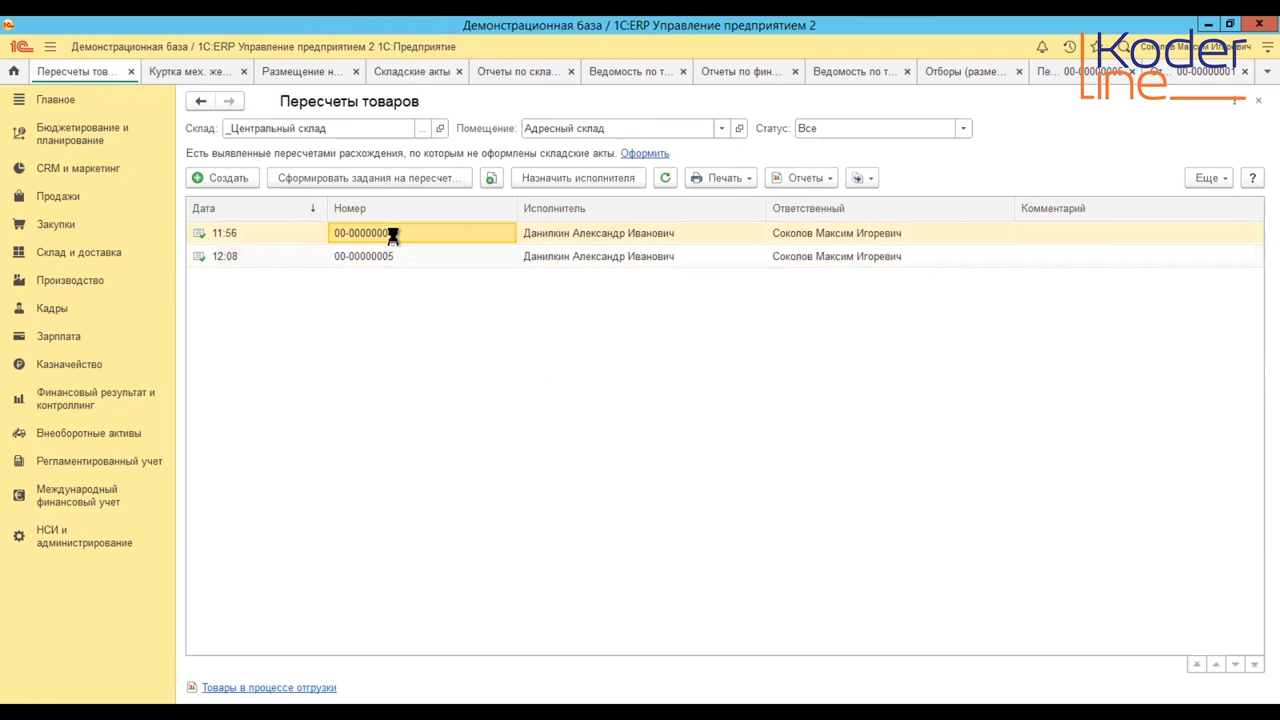 Демонстрационная база / 1С:ERP Управление предприятием 2
Демонстрационная база / 1С:ERP Управление предприятием 2 1С:Предприятие
Соколов Максим Игоревич
Koder
line
Пересчеты тов...
Куртка мех. же...
Размещение н...
Складские акты
Отчеты по скла...
Ведомость по т...
Отчеты по фин...
Ведомость по т...
Отборы (разме...
Главное
Бюджетирование и
планирование
CRM и маркетинг
Продажи
Закупки
Склад и доставка
Производство
Кадры
Зарплата
Казначейство
Финансовый результат и
контроллинг
Внеоборотные активы
Регламентированный учет
Международный
финансовый учет
НСИ и
администрирование
Пересчеты товаров
Склад: _Центральный склад ... Помещение: Адресный склад Статус: Все
Есть выявленные пересчетами расхождения, по которым не оформлены складские акты. Оформить
Создать Сформировать задания на пересчет... Назначить исполнителя Печать Отчеты Еще ?
Дата Номер Исполнитель Ответственный Комментарий
11:56 Данилкин Александр Иванович Соколов Максим Игоревич
12:08 00-00000005 Данилкин Александр Иванович Соколов Максим Игоревич
Товары в процессе отгрузки